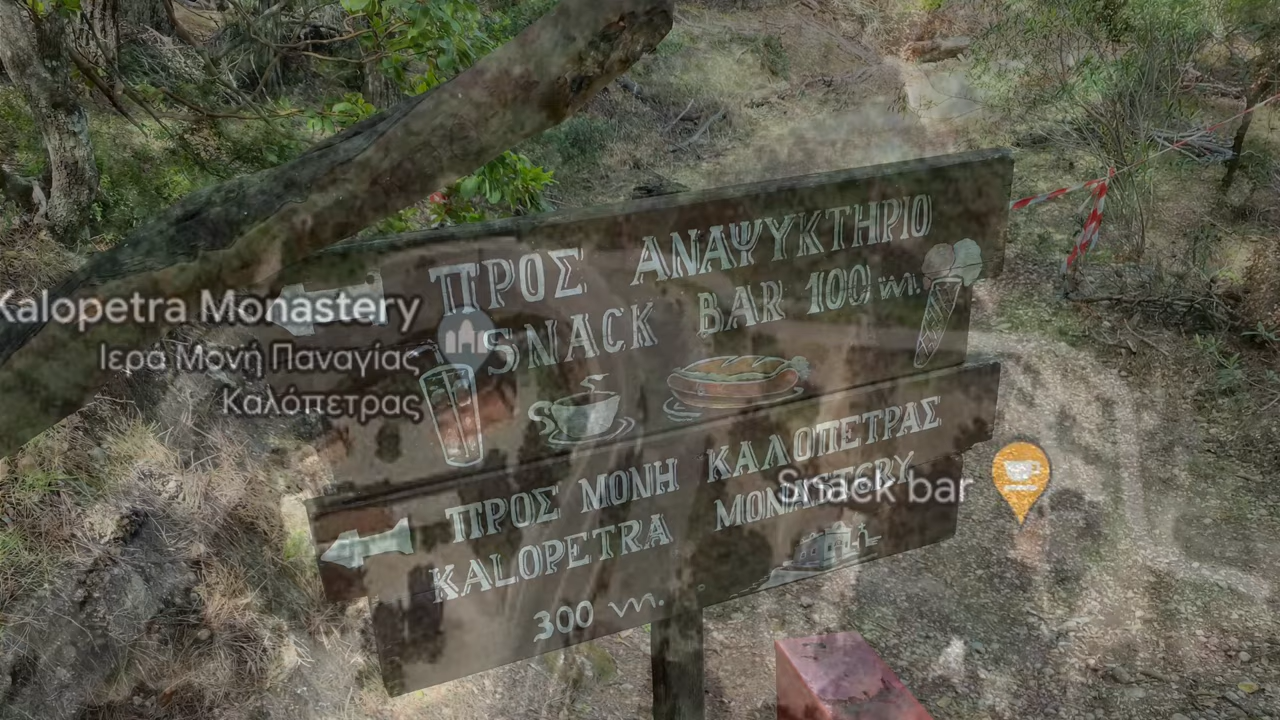 ΠΡΟΣ ΑΝΑΨΥΚΤΗΡΙΟ
SNACK BAR 100 m.
Kalopetra Monastery
Ιερα Μονή Παναγίας
Καλόπετρας
ΠΡΟΣ ΜΟΝΗ ΚΑΛΟΠΕΤΡΑΣ
KALOPETRA MONASTERY
300 m.
Snack bar